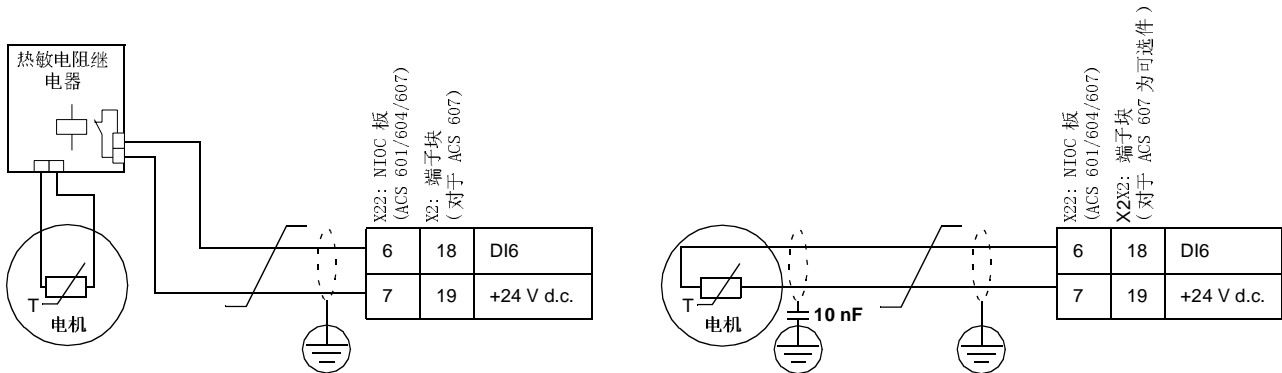 热敏电阻继
电器
T
电机
X22: NIOC 板
(ACS 601/604/607)
X2: 端子块
(对于 ACS 607)
6 18 DI6
7 19 +24 V d.c.
T
电机
10 nF
X22: NIOC 板
(ACS 601/604/607)
X2X2: 端子块
(对于 ACS 607 为可选件)
6 18 DI6
7 19 +24 V d.c.